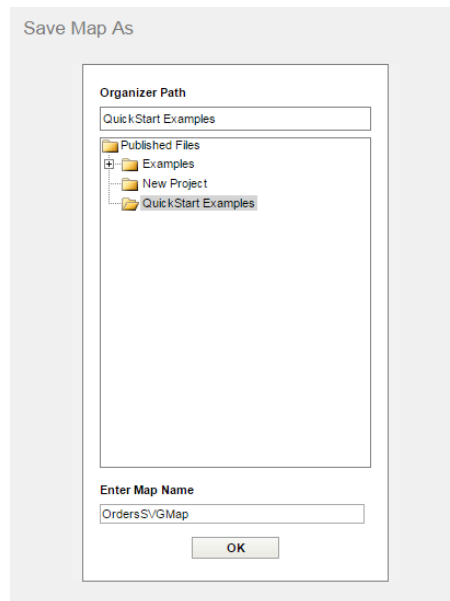 Save Map As
Organizer Path
QuickStart Examples
Published Files
Examples
New Project
QuickStart Examples
Enter Map Name
OrdersSVGMap
OK